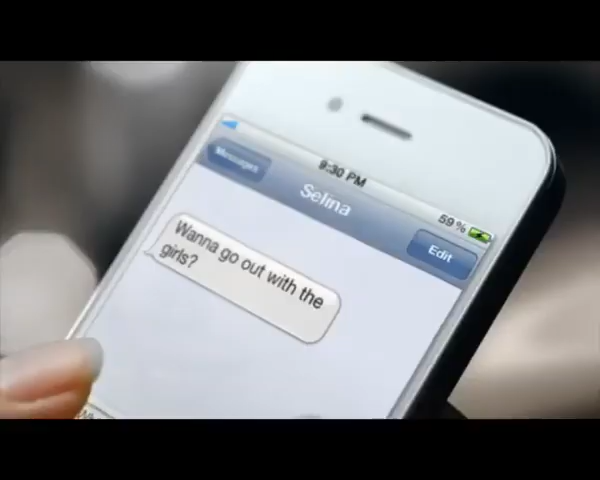 9:30 PM
59%
Messages
Selina
Edit
Wanna go out with the
girls?